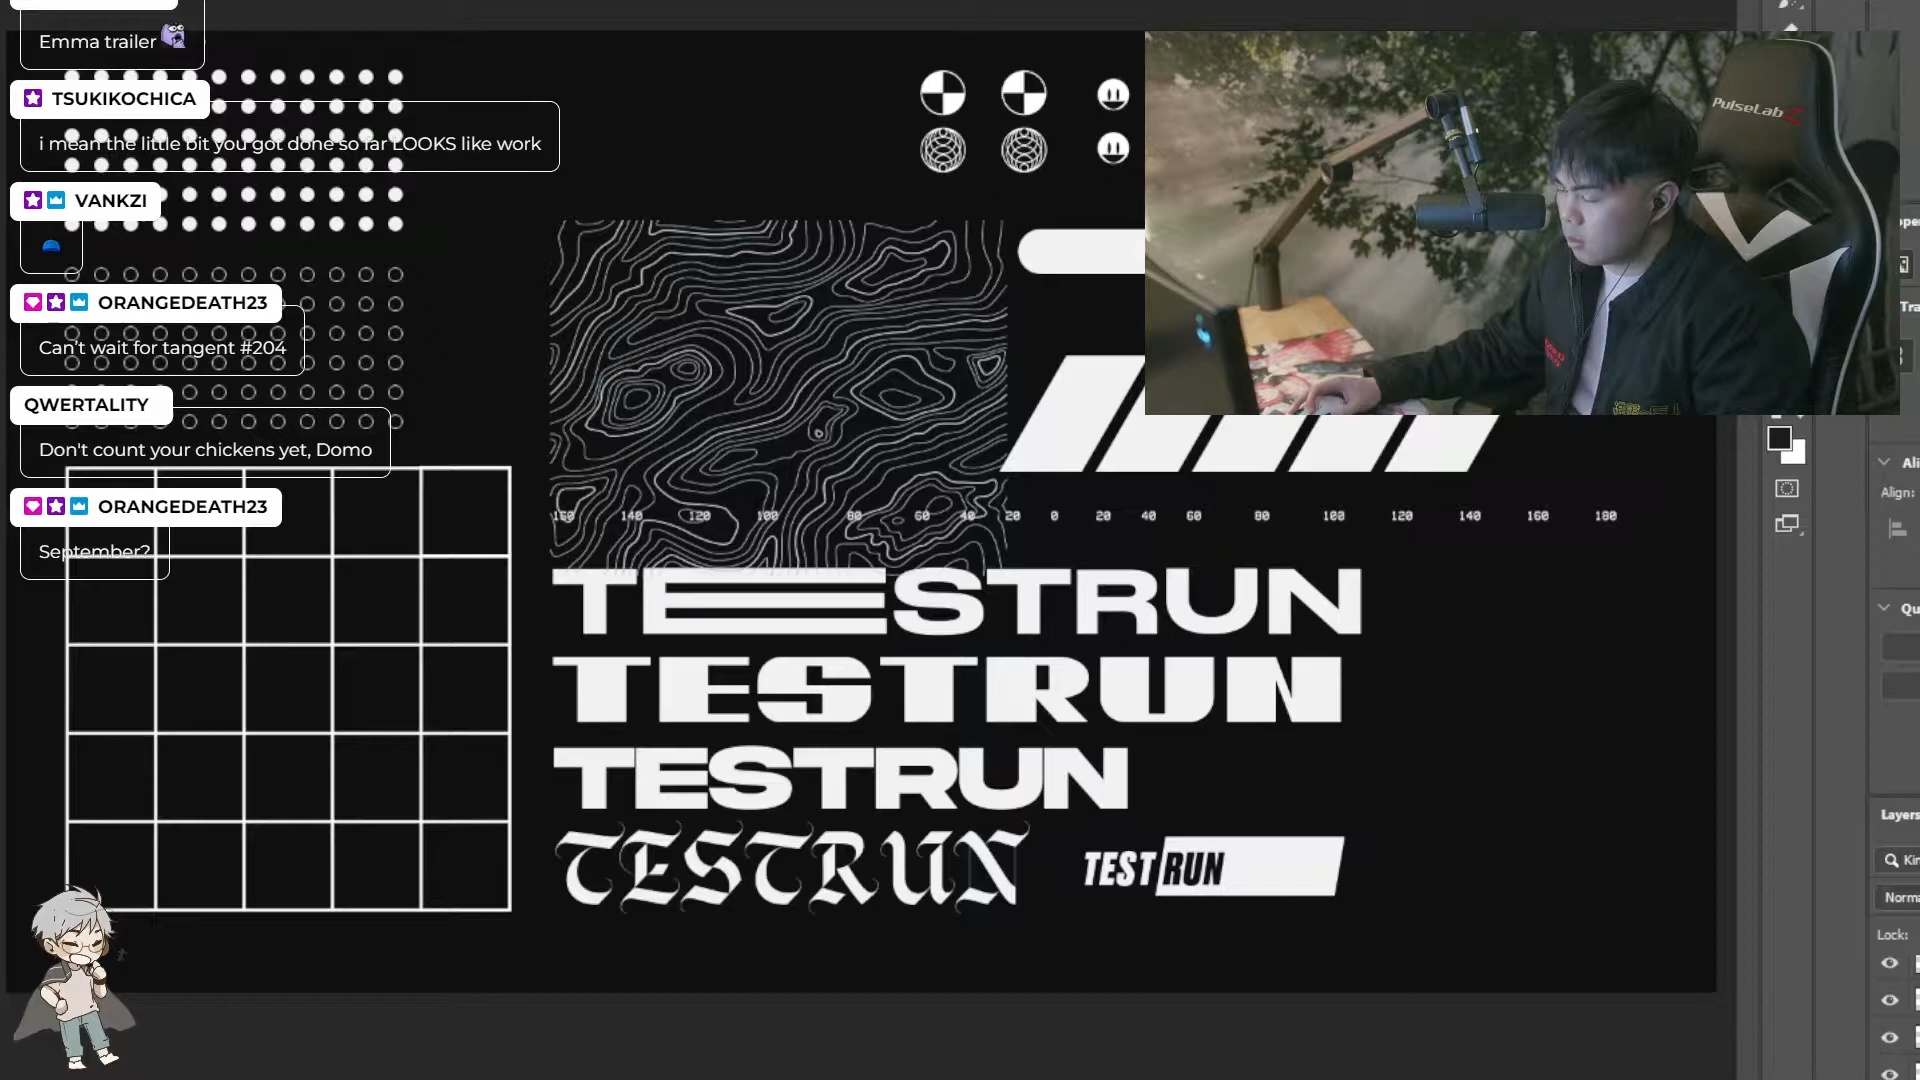 Emma trailer
TSUKIKOCHICA
i mean the little bit you got done so far LOOKS like work
VANKZI
ORANGEDEATH23
Can't wait for tangent #204
QWERTALITY
Don't count your chickens yet, Domo
ORANGEDEATH23
September?
PulseLabz
160 140 120 100 80 60 40 20 0 20 40 60 80 100 120 140 160 180
TESTRUN
TESTRUN
TESTRUN
TESTRUN
TEST RUN
Align:
Layers
Lock: